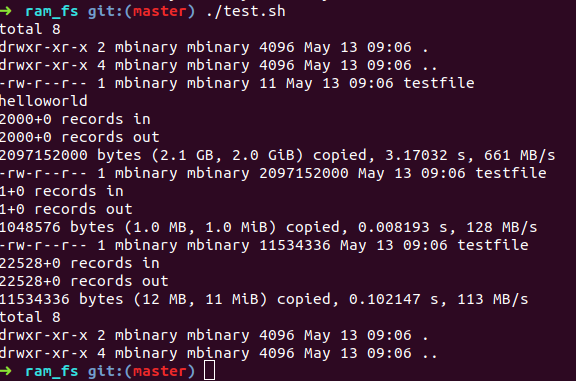 ➜ ram_fs git:(master) ./test.sh
total 8
drwxr-xr-x 2 mbinary mbinary 4096 May 13 09:06 .
drwxr-xr-x 4 mbinary mbinary 4096 May 13 09:06 ..
-rw-r--r-- 1 mbinary mbinary 11 May 13 09:06 testfile
helloworld
2000+0 records in
2000+0 records out
2097152000 bytes (2.1 GB, 2.0 GiB) copied, 3.17032 s, 661 MB/s
-rw-r--r-- 1 mbinary mbinary 2097152000 May 13 09:06 testfile
1+0 records in
1+0 records out
1048576 bytes (1.0 MB, 1.0 MiB) copied, 0.008193 s, 128 MB/s
-rw-r--r-- 1 mbinary mbinary 11534336 May 13 09:06 testfile
22528+0 records in
22528+0 records out
11534336 bytes (12 MB, 11 MiB) copied, 0.102147 s, 113 MB/s
total 8
drwxr-xr-x 2 mbinary mbinary 4096 May 13 09:06 .
drwxr-xr-x 4 mbinary mbinary 4096 May 13 09:06 ..
➜ ram_fs git:(master)